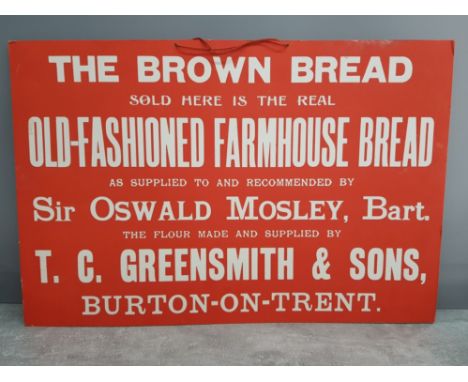 THE BROWN BREAD
SOLD HERE IS THE REAL
OLD-FASHIONED FARMHOUSE BREAD
AS SUPPLIED TO AND RECOMMENDED BY
Sir OSWALD MOSLEY, Bart.
THE FLOUR MADE AND SUPPLIED BY
T. C. GREENSMITH & SONS,
BURTON-ON-TRENT.